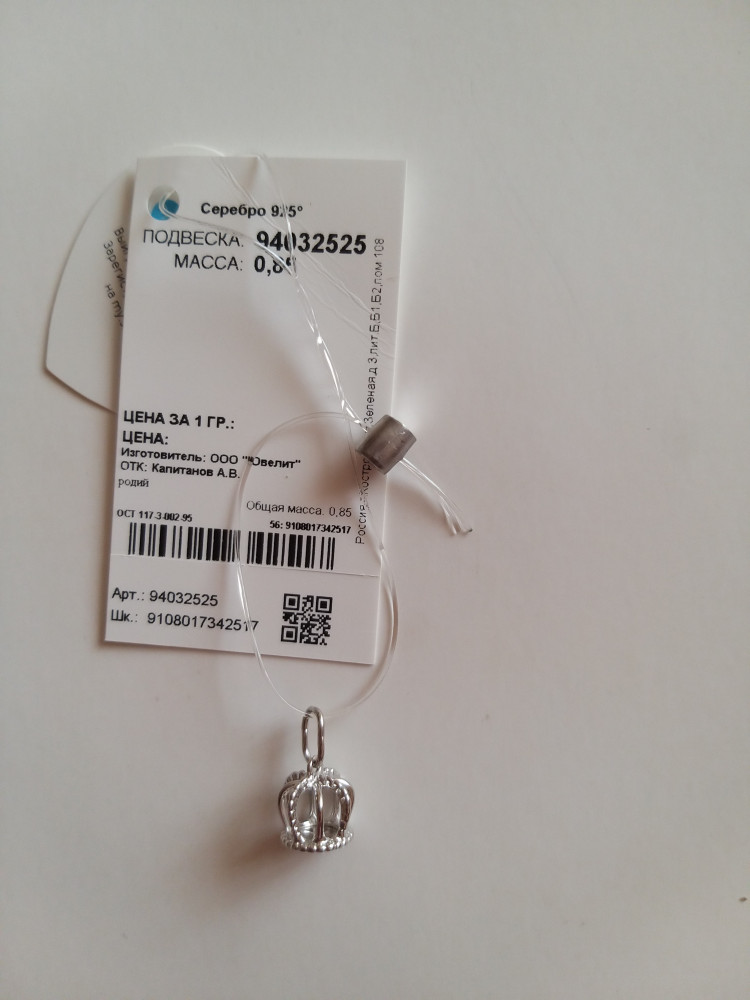 Серебро 925°
ПОДВЕСКА: 94032525
МАССА: 0,85
ЦЕНА ЗА 1 ГР.:
ЦЕНА:
Изготовитель: ООО "Ювелит"
ОТК: Капитанов А.В.
родий
Общая масса. 0,85
ОСТ 117-3-002-95
56: 9108017342517
Арт.: 94032525
Шк.: 9108017342517
Зеленая,д 3,лит.Б,Б1,Б2,пом 108
Россия
на